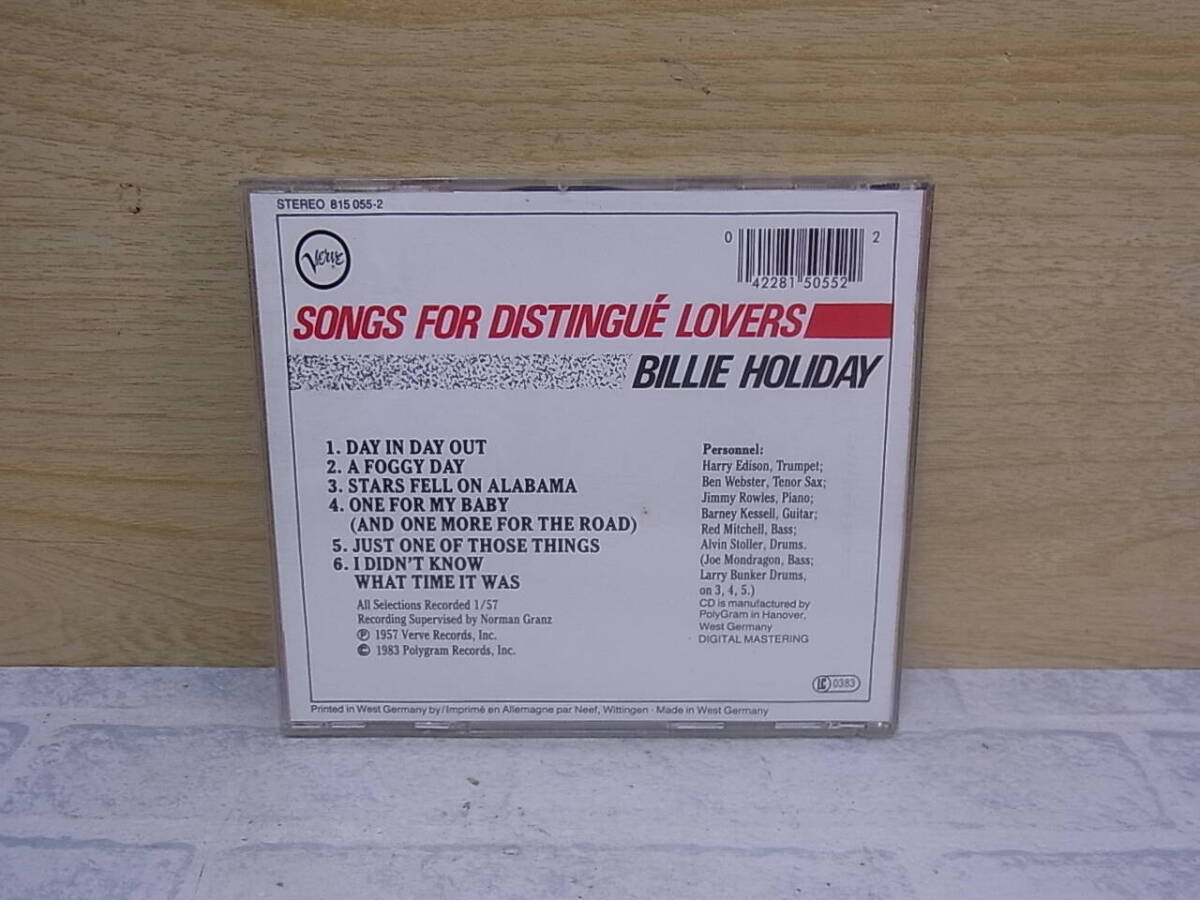 STEREO 815 055-2
VERVE
0 42281 50552 2
SONGS FOR DISTINGUÉ LOVERS
BILLIE HOLIDAY
1. DAY IN DAY OUT
2. A FOGGY DAY
3. STARS FELL ON ALABAMA
4. ONE FOR MY BABY
(AND ONE MORE FOR THE ROAD)
5. JUST ONE OF THOSE THINGS
6. I DIDN'T KNOW
WHAT TIME IT WAS
All Selections Recorded 1/57
Recording Supervised by Norman Granz
℗ 1957 Verve Records, Inc.
© 1983 Polygram Records, Inc.
Personnel:
Harry Edison, Trumpet;
Ben Webster, Tenor Sax;
Jimmy Rowles, Piano;
Barney Kessell, Guitar;
Red Mitchell, Bass;
Alvin Stoller, Drums.
(Joe Mondragon, Bass;
Larry Bunker Drums,
on 3, 4, 5.)
CD is manufactured by
PolyGram in Hanover,
West Germany
DIGITAL MASTERING
LC 0383
Printed in West Germany by/Imprimé en Allemagne par Neef, Wittingen · Made in West Germany